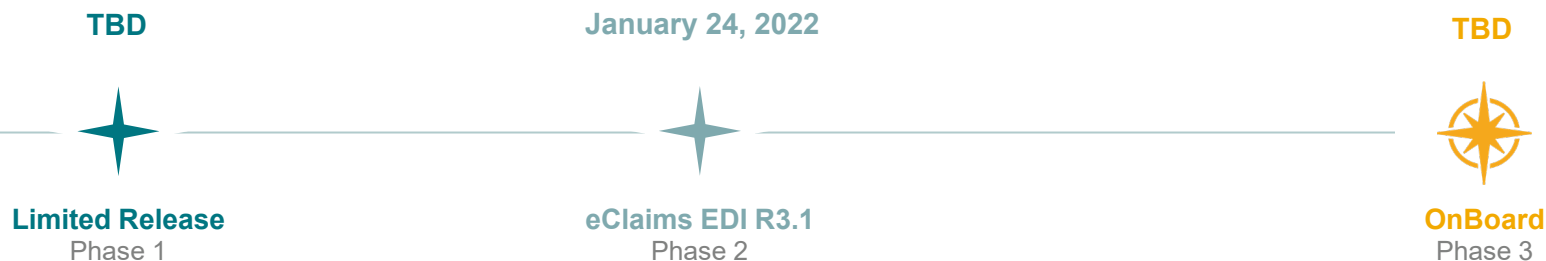 TBD
January 24, 2022
TBD
Limited Release
Phase 1
eClaims EDI R3.1
Phase 2
OnBoard
Phase 3